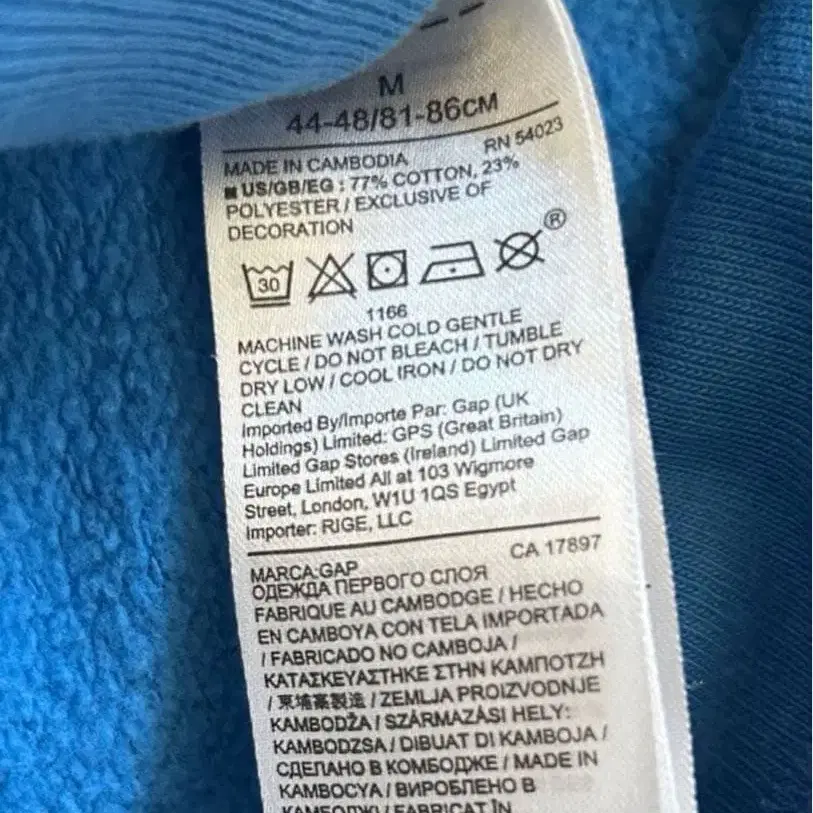 M
44-48/81-86CM
RN 54023
MADE IN CAMBODIA
US/GB/EG : 77% COTTON, 23%
POLYESTER / EXCLUSIVE OF
DECORATION
30
®
1166
MACHINE WASH COLD GENTLE
CYCLE / DO NOT BLEACH / TUMBLE
DRY LOW / COOL IRON / DO NOT DRY
CLEAN
Imported By/Importe Par: Gap (UK
Holdings) Limited: GPS (Great Britain)
Limited Gap Stores (Ireland) Limited Gap
Europe Limited All at 103 Wigmore
Street, London, W1U 1QS Egypt
Importer: RIGE, LLC
CA 17897
MARCA:GAP
ОДЕЖДА ПЕРВОГО СЛОЯ
FABRIQUE AU CAMBODGE / HECHO
EN CAMBOYA CON TELA IMPORTADA
/ FABRICADO NO CAMBOJA /
ΚΑΤΑΣΚΕΥΑΣΤΗΚΕ ΣΤΗΝ ΚΑΜΠΟΤΖΗ
/ 柬埔寨製造 / ZEMLJA PROIZVODNJE
KAMBODŽA / SZÁRMAZÁSI HELY:
KAMBODZSA / DIBUAT DI KAMBOJA /
СДЕЛАНО В КОМБОДЖЕ / MADE IN
KAMBOCYA / ВИРОБЛЕНО В
КАМБОДЖІ / FABRICAT ÎN